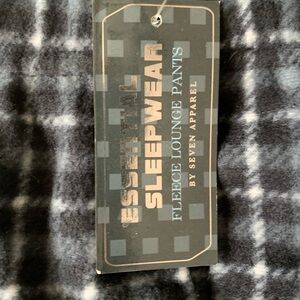 ESSENTIAL
SLEEPWEAR
FLEECE LOUNGE PANTS
BY SEVEN APPAREL